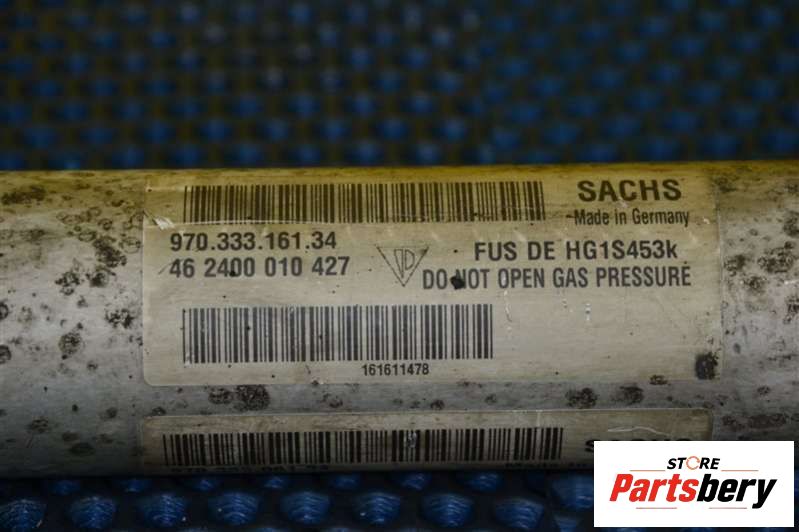 SACHS
Made in Germany
970.333.161.34
46 2400 010 427
FUS DE HG1S453k
DO NOT OPEN GAS PRESSURE
161611478
STORE
Partsbery